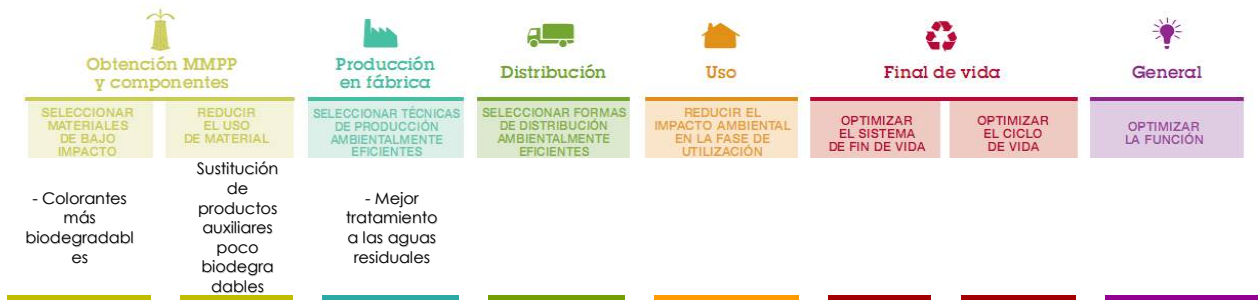 Obtención MMPP
y componentes
Producción
en fábrica
Distribución
Uso
Final de vida
General
SELECCIONAR
MATERIALES
DE BAJO
IMPACTO
REDUCIR
EL USO
DE MATERIAL
SELECCIONAR TÉCNICAS
DE PRODUCCIÓN
AMBIENTALMENTE
EFICIENTES
SELECCIONAR FORMAS
DE DISTRIBUCIÓN
AMBIENTALMENTE
EFICIENTES
REDUCIR EL
IMPACTO AMBIENTAL
EN LA FASE DE
UTILIZACIÓN
OPTIMIZAR
EL SISTEMA
DE FIN DE VIDA
OPTIMIZAR
EL CICLO
DE VIDA
OPTIMIZAR
LA FUNCIÓN
- Colorantes
más
biodegradabl
es
Sustitución
de
productos
auxiliares
poco
biodegra
dables
- Mejor
tratamiento
a las aguas
residuales